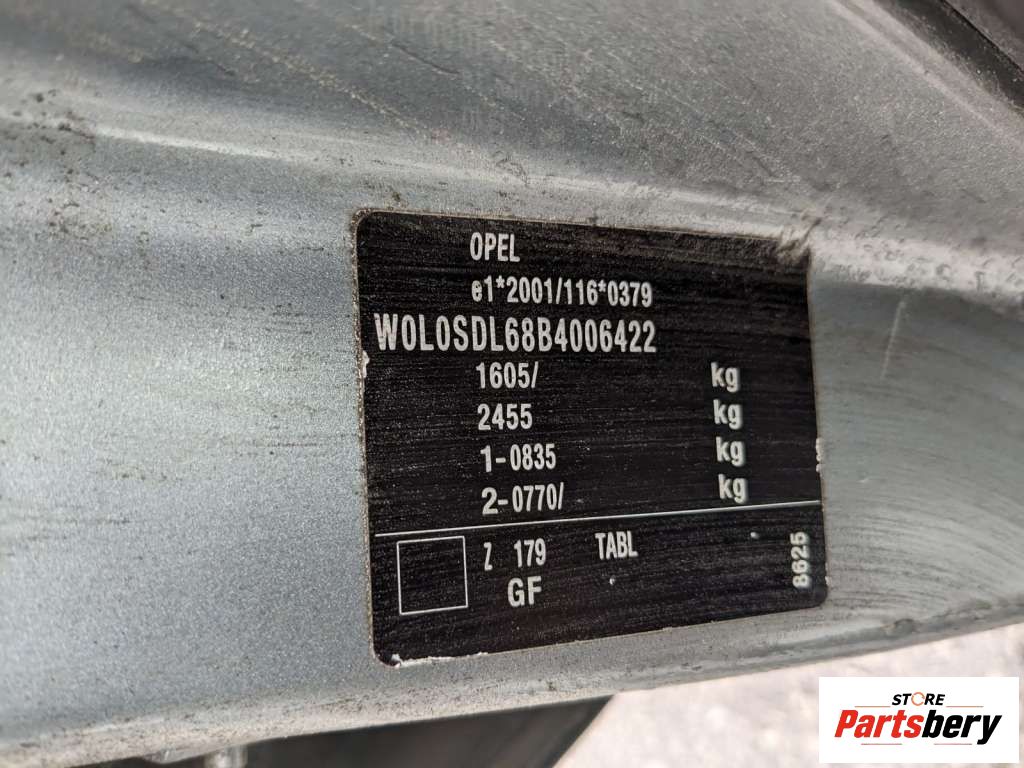 OPEL
e1*2001/116*0379
W0L0SDL68B4006422
1605/ kg
2455 kg
1-0835 kg
2-0770/ kg
Z 179 TABL
GF
8625
STORE
Partsbery